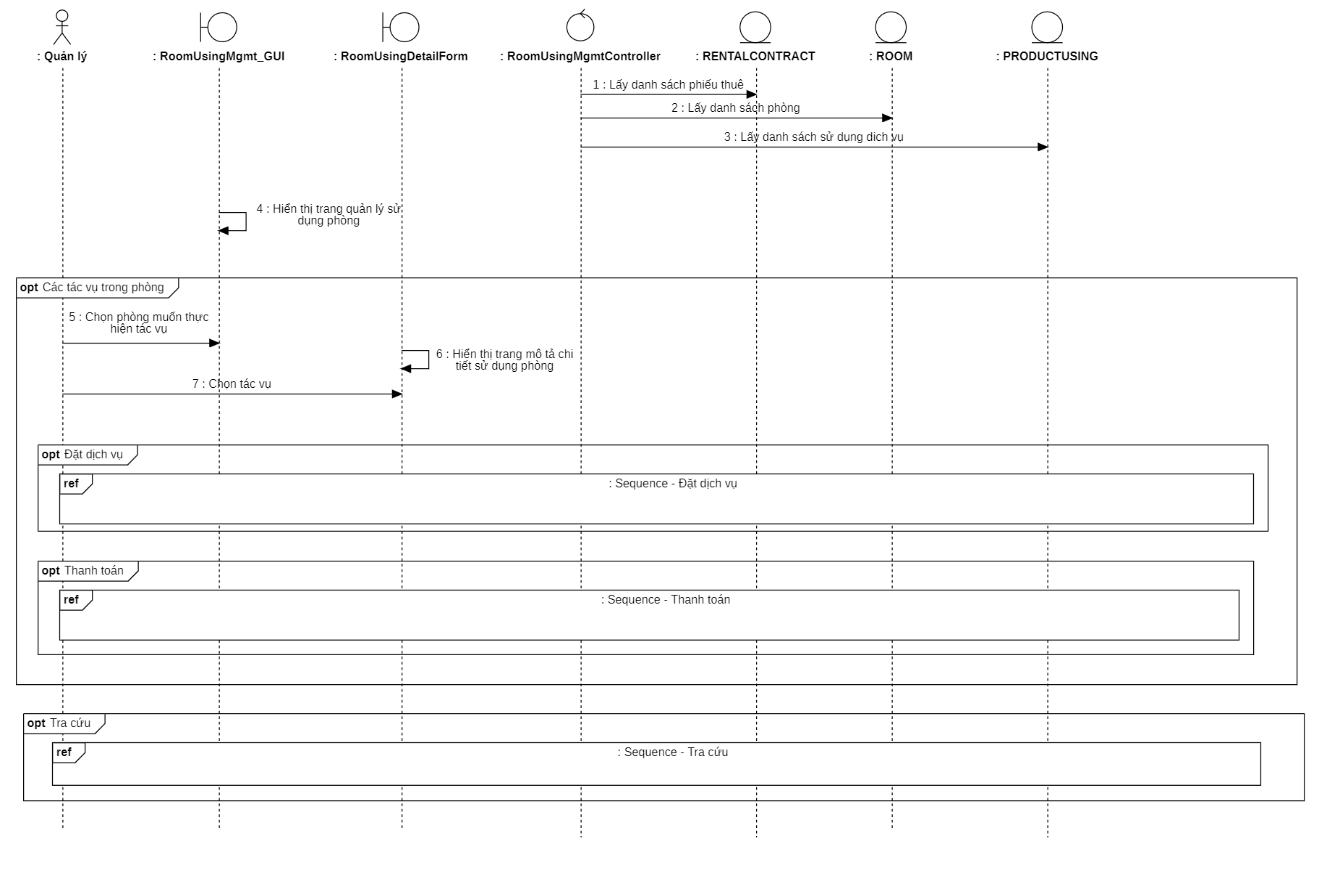 : Quản lý
: RoomUsingMgmt_GUI
: RoomUsingDetailForm
: RoomUsingMgmtController
: RENTALCONTRACT
: ROOM
: PRODUCTUSING
1 : Lấy danh sách phiếu thuê
2 : Lấy danh sách phòng
3 : Lấy danh sách sử dụng dich vụ
4 : Hiển thị trang quản lý sử
dụng phòng
opt Các tác vụ trong phòng
5 : Chọn phòng muốn thực
hiện tác vụ
6 : Hiển thị trang mô tả chi
tiết sử dụng phòng
7 : Chọn tác vụ
opt Đặt dịch vụ
ref
: Sequence - Đặt dịch vụ
opt Thanh toán
ref
: Sequence - Thanh toán
opt Tra cứu
ref
: Sequence - Tra cứu